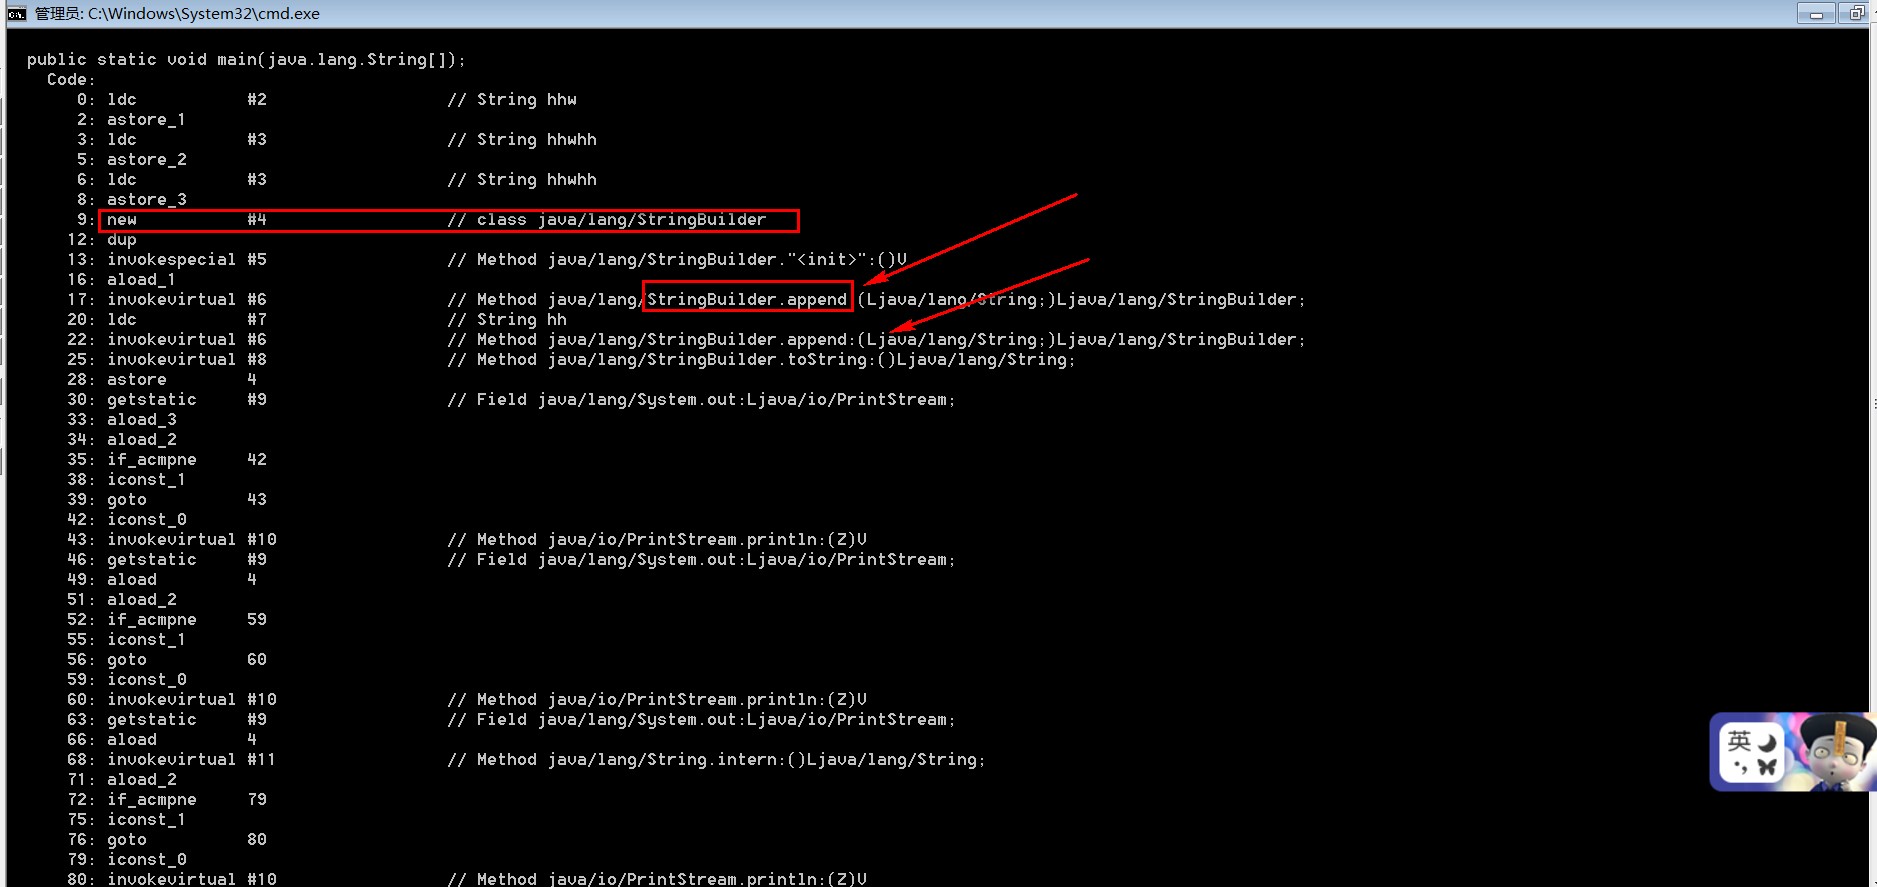 管理员: C:\Windows\System32\cmd.exe
public static void main(java.lang.String[]);
Code:
0: ldc #2 // String hhw
2: astore_1
3: ldc #3 // String hhwhh
5: astore_2
6: ldc #3 // String hhwhh
8: astore_3
9: new #4 // class java/lang/StringBuilder
12: dup
13: invokespecial #5 // Method java/lang/StringBuilder."<init>":()V
16: aload_1
17: invokevirtual #6 // Method java/lang/StringBuilder.append (Ljava/lang/String;)Ljava/lang/StringBuilder;
20: ldc #7 // String hh
22: invokevirtual #6 // Method java/lang/StringBuilder.append:(Ljava/lang/String;)Ljava/lang/StringBuilder;
25: invokevirtual #8 // Method java/lang/StringBuilder.toString:()Ljava/lang/String;
28: astore 4
30: getstatic #9 // Field java/lang/System.out:Ljava/io/PrintStream;
33: aload_3
34: aload_2
35: if_acmpne 42
38: iconst_1
39: goto 43
42: iconst_0
43: invokevirtual #10 // Method java/io/PrintStream.println:(Z)V
46: getstatic #9 // Field java/lang/System.out:Ljava/io/PrintStream;
49: aload 4
51: aload_2
52: if_acmpne 59
55: iconst_1
56: goto 60
59: iconst_0
60: invokevirtual #10 // Method java/io/PrintStream.println:(Z)V
63: getstatic #9 // Field java/lang/System.out:Ljava/io/PrintStream;
66: aload 4
68: invokevirtual #11 // Method java/lang/String.intern:()Ljava/lang/String;
71: aload_2
72: if_acmpne 79
75: iconst_1
76: goto 80
79: iconst_0
80: invokevirtual #10 // Method java/io/PrintStream.println:(Z)V
英